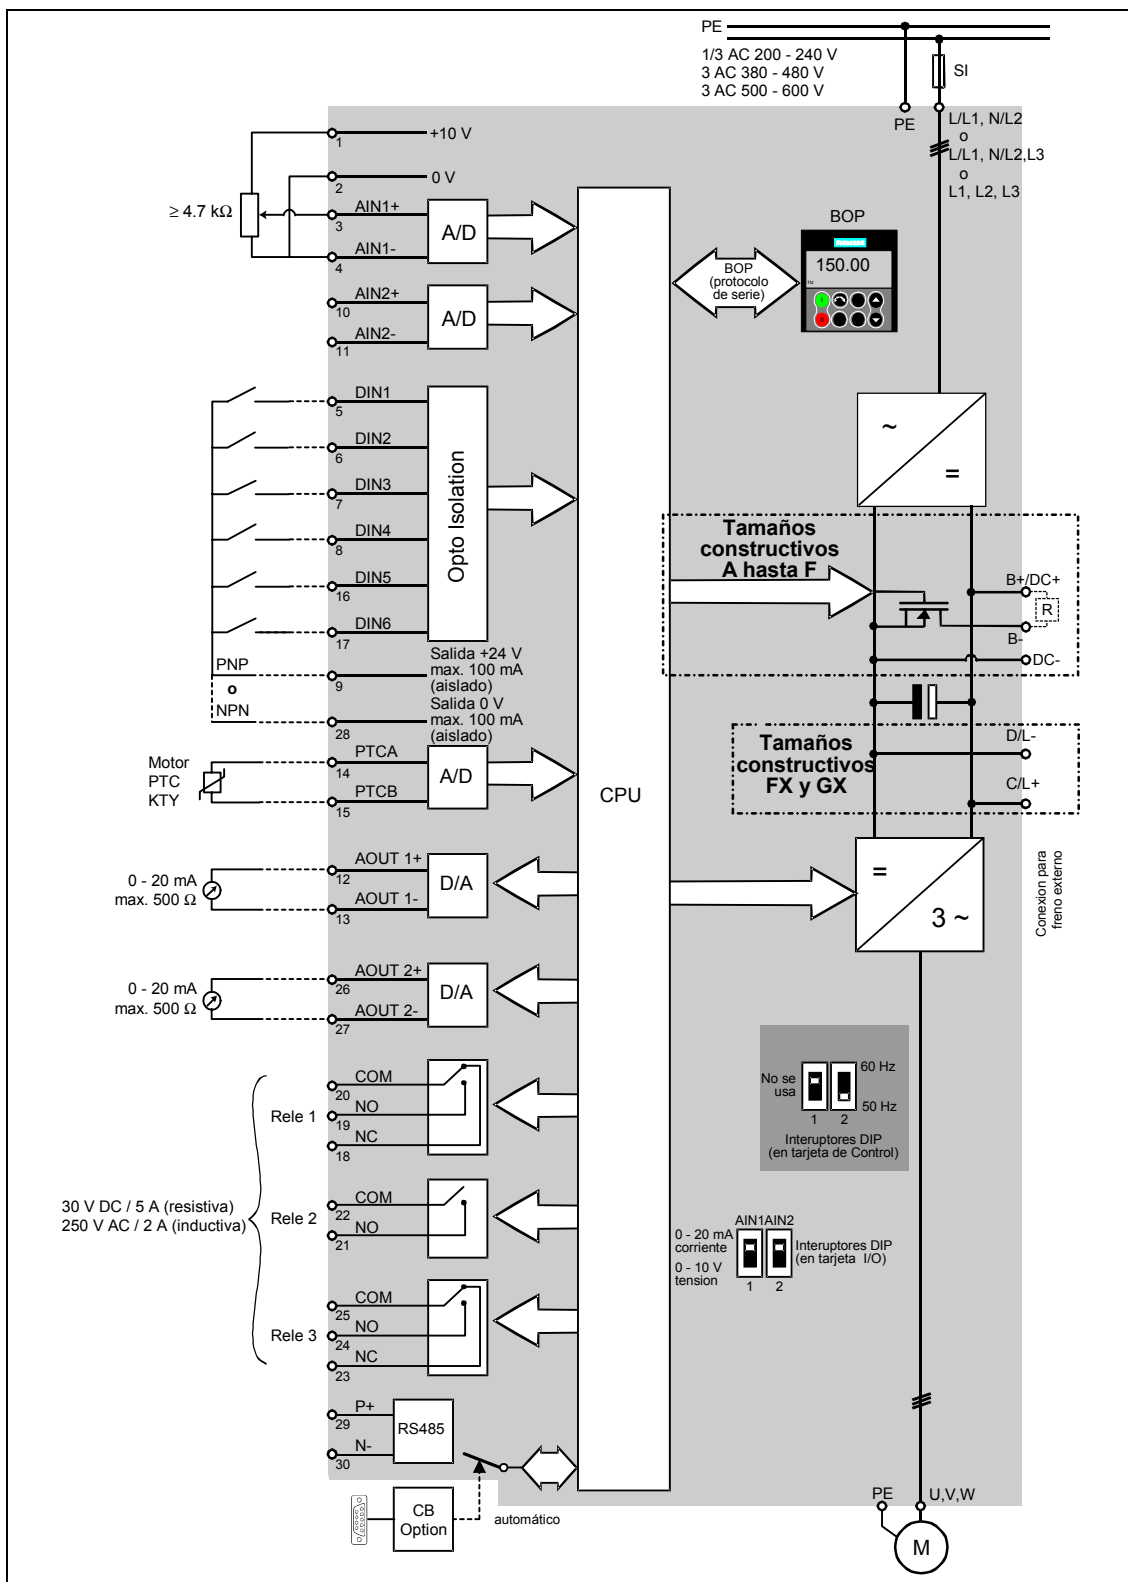 PE
1/3 AC 200 - 240 V
3 AC 380 - 480 V
3 AC 500 - 600 V
SI
PE
L/L1, N/L2
o
L/L1, N/L2,L3
o
L1, L2, L3
1
+10 V
2
0 V
≥ 4.7 kΩ
AIN1+
3
AIN1-
4
A/D
AIN2+
10
11
AIN2-
A/D
BOP
(protocolo
de serie)
BOP
150.00
Hz
DIN1
5
DIN2
6
DIN3
7
DIN4
8
DIN5
16
DIN6
17
Opto Isolation
PNP
o
NPN
9
Salida +24 V
max. 100 mA
(aislado)
28
Salida 0 V
max. 100 mA
(aislado)
Motor
PTC
KTY
PTCA
14
PTCB
15
A/D
CPU
~
=
Tamaños
constructivos
A hasta F
B+/DC+
R
B-
DC-
Tamaños
constructivos
FX y GX
D/L-
C/L+
=
3 ~
Conexion para
freno externo
0 - 20 mA
max. 500 Ω
AOUT 1+
12
AOUT 1-
13
D/A
0 - 20 mA
max. 500 Ω
AOUT 2+
26
AOUT 2-
27
D/A
30 V DC / 5 A (resistiva)
250 V AC / 2 A (inductiva)
Rele 1
COM
20
NO
19
NC
18
Rele 2
COM
22
NO
21
Rele 3
COM
25
NO
24
NC
23
No se
usa
60 Hz
50 Hz
1 2
Interuptores DIP
(en tarjeta de Control)
AIN1AIN2
0 - 20 mA
corriente
0 - 10 V
tension
1 2
Interuptores DIP
(en tarjeta I/O)
P+
29
N-
30
RS485
CB
Option
automático
PE
U,V,W
M